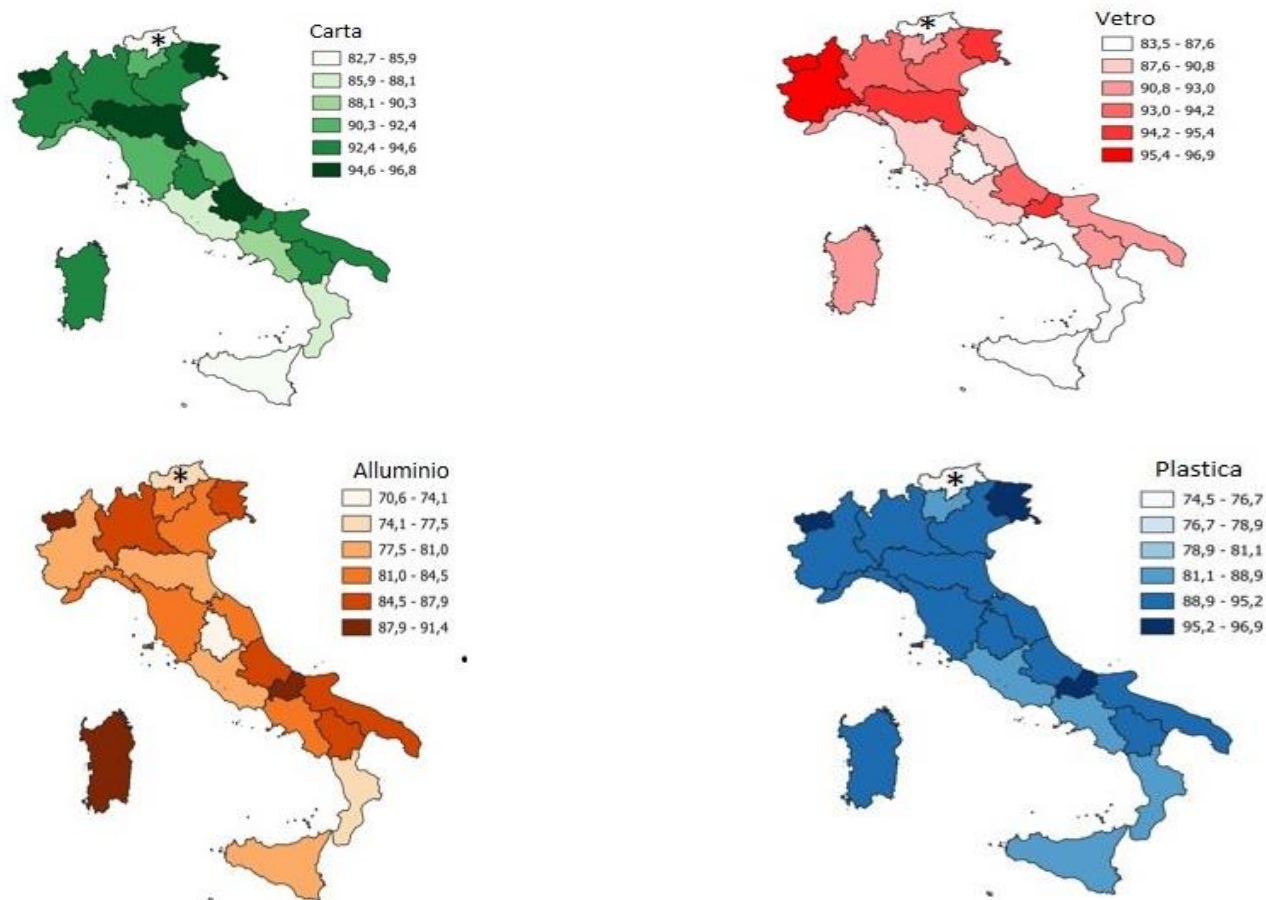 *
Carta
82,7 - 85,9
85,9 - 88,1
88,1 - 90,3
90,3 - 92,4
92,4 - 94,6
94,6 - 96,8
*
Vetro
83,5 - 87,6
87,6 - 90,8
90,8 - 93,0
93,0 - 94,2
94,2 - 95,4
95,4 - 96,9
*
Alluminio
70,6 - 74,1
74,1 - 77,5
77,5 - 81,0
81,0 - 84,5
84,5 - 87,9
87,9 - 91,4
*
Plastica
74,5 - 76,7
76,7 - 78,9
78,9 - 81,1
81,1 - 88,9
88,9 - 95,2
95,2 - 96,9